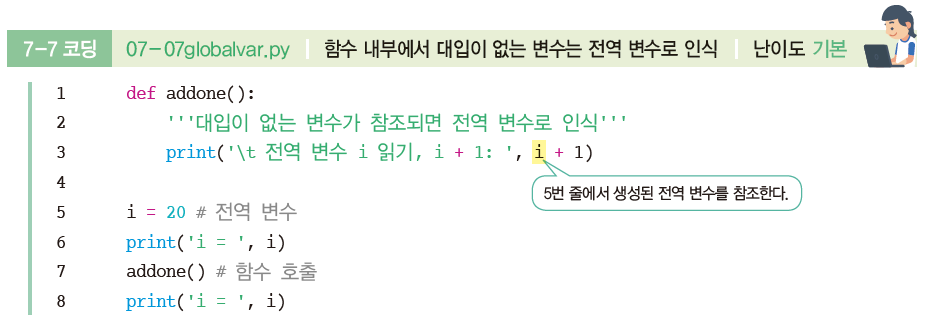 7-7 코딩 07-07globalvar.py 함수 내부에서 대입이 없는 변수는 전역 변수로 인식 난이도 기본
1 def addone():
2 '''대입이 없는 변수가 참조되면 전역 변수로 인식'''
3 print('\t 전역 변수 i 읽기, i + 1: ', i + 1)
5번 줄에서 생성된 전역 변수를 참조한다.
4
5 i = 20 # 전역 변수
6 print('i = ', i)
7 addone() # 함수 호출
8 print('i = ', i)